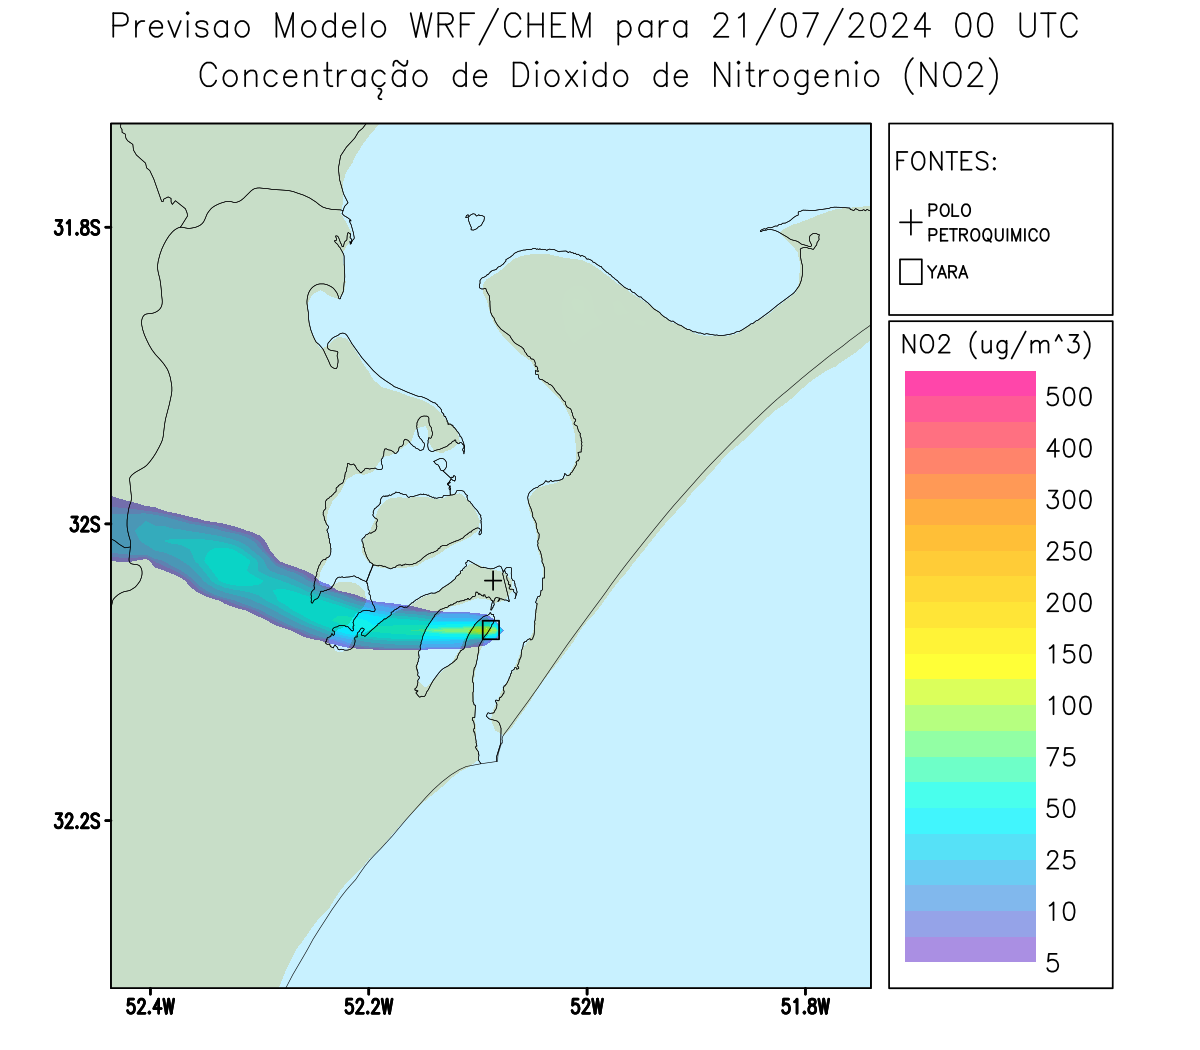 Previsao Modelo WRF/CHEM para 21/07/2024 00 UTC
Concentração de Dioxido de Nitrogenio (NO2)
FONTES:
POLO
PETROQUIMICO
YARA
NO2 (ug/m^3)
500
400
300
250
200
150
100
75
50
25
10
5
31.8S
32S
32.2S
52.4W
52.2W
52W
51.8W